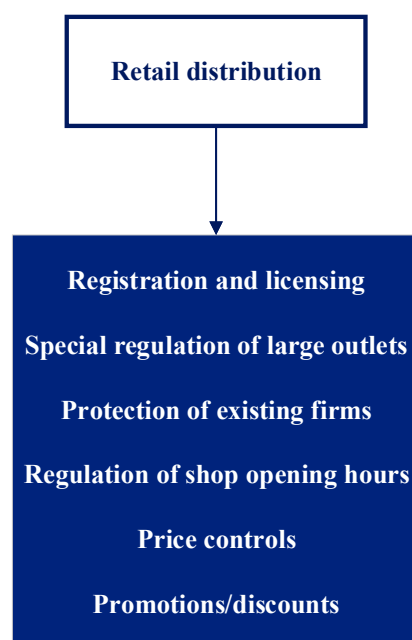 Retail distribution
Registration and licensing
Special regulation of large outlets
Protection of existing firms
Regulation of shop opening hours
Price controls
Promotions/discounts